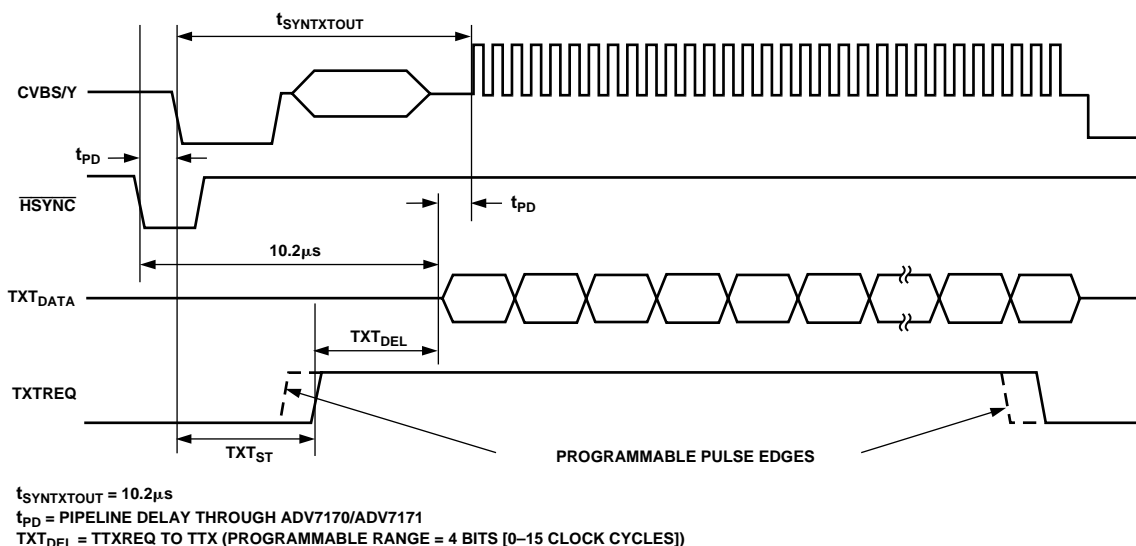 tSYNTXTOUT
CVBS/Y
tPD
HSYNC
tPD
10.2μs
TXTDATA
TXTDEL
TXTREQ
TXTST
PROGRAMMABLE PULSE EDGES
tSYNTXTOUT = 10.2μs
tPD = PIPELINE DELAY THROUGH ADV7170/ADV7171
TXTDEL = TTXREQ TO TTX (PROGRAMMABLE RANGE = 4 BITS [0–15 CLOCK CYCLES])